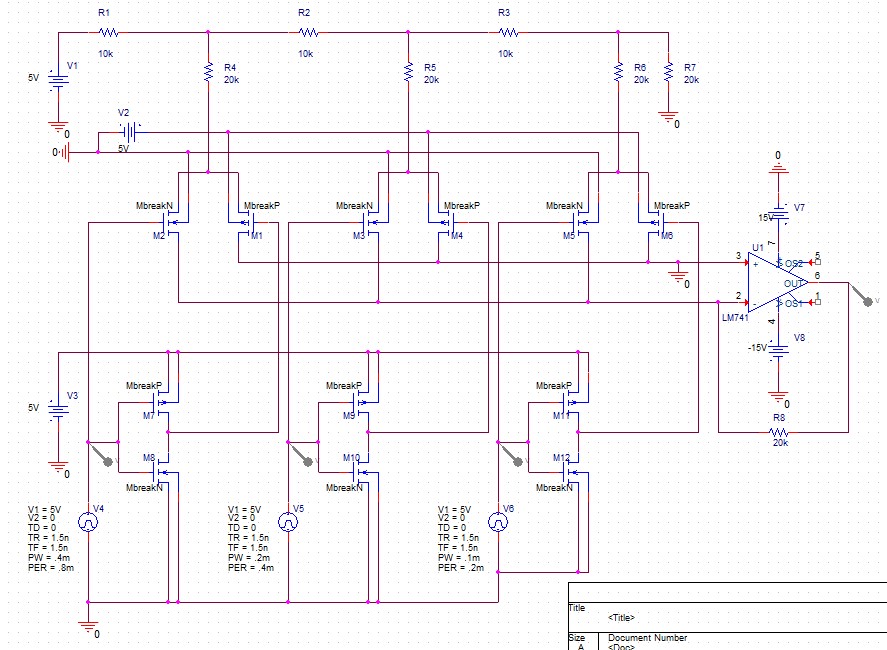 R1 R2 R3
10k 10k 10k
V1 5V
R4 20k
R5 20k
R6 20k
R7 20k
0
0
V2
5V
0
MbreakN MbreakP MbreakN MbreakP MbreakN MbreakP
M2 M1 M3 M4 M5 M6
0
V7
15V
U1
3 + 7 OS2 5
OUT 6
2 - 4 OS1 1
LM741
0
-15V V8
0
R8
20k
V3 5V
0
MbreakP MbreakP MbreakP
M7 M9 M11
M8 M10 M12
MbreakN MbreakN MbreakN
V V V V
V4
V1 = 5V
V2 = 0
TD = 0
TR = 1.5n
TF = 1.5n
PW = .4m
PER = .8m
V5
V1 = 5V
V2 = 0
TD = 0
TR = 1.5n
TF = 1.5n
PW = .2m
PER = .4m
V6
V1 = 5V
V2 = 0
TD = 0
TR = 1.5n
TF = 1.5n
PW = .1m
PER = .2m
0
Title
<Title>
Size Document Number
A <Doc>